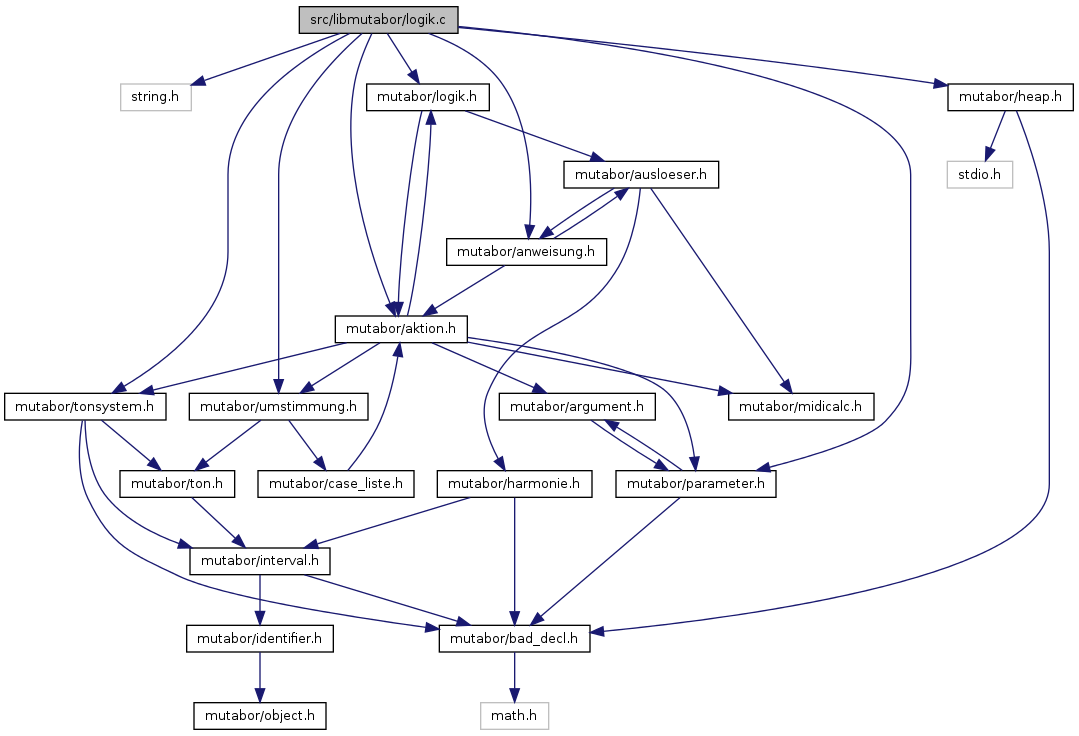 src/libmutabor/logik.c
string.h
mutabor/logik.h
mutabor/heap.h
mutabor/ausloeser.h
stdio.h
mutabor/anweisung.h
mutabor/aktion.h
mutabor/tonsystem.h
mutabor/umstimmung.h
mutabor/argument.h
mutabor/midicalc.h
mutabor/ton.h
mutabor/case_liste.h
mutabor/harmonie.h
mutabor/parameter.h
mutabor/interval.h
mutabor/identifier.h
mutabor/bad_decl.h
mutabor/object.h
math.h